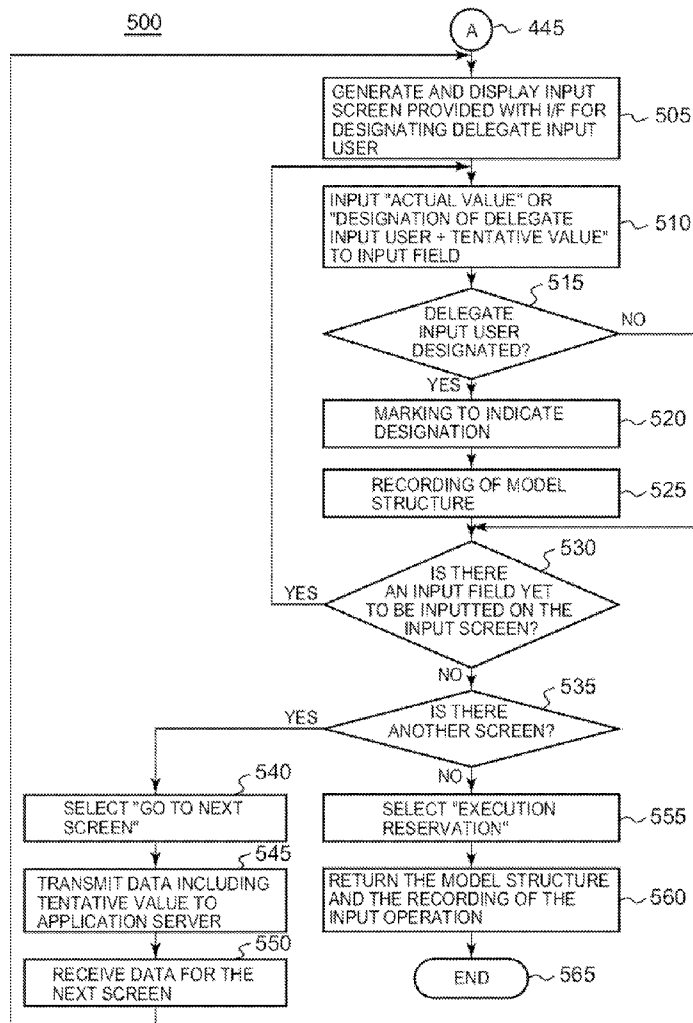 500
A
445
GENERATE AND DISPLAY INPUT
SCREEN PROVIDED WITH I/F FOR
DESIGNATING DELEGATE INPUT
USER
505
INPUT "ACTUAL VALUE" OR
"DESIGNATION OF DELEGATE
INPUT USER + TENTATIVE VALUE"
TO INPUT FIELD
510
515
DELEGATE
INPUT USER
DESIGNATED?
NO
YES
MARKING TO INDICATE
DESIGNATION
520
RECORDING OF MODEL
STRUCTURE
525
530
IS THERE
AN INPUT FIELD YET
TO BE INPUTTED ON THE
INPUT SCREEN?
YES
NO
535
IS THERE
ANOTHER SCREEN?
YES
NO
540
SELECT "GO TO NEXT
SCREEN"
545
TRANSMIT DATA INCLUDING
TENTATIVE VALUE TO
APPLICATION SERVER
550
RECEIVE DATA FOR THE
NEXT SCREEN
SELECT "EXECUTION
RESERVATION"
555
RETURN THE MODEL STRUCTURE
AND THE RECORDING OF THE
INPUT OPERATION
560
END
565